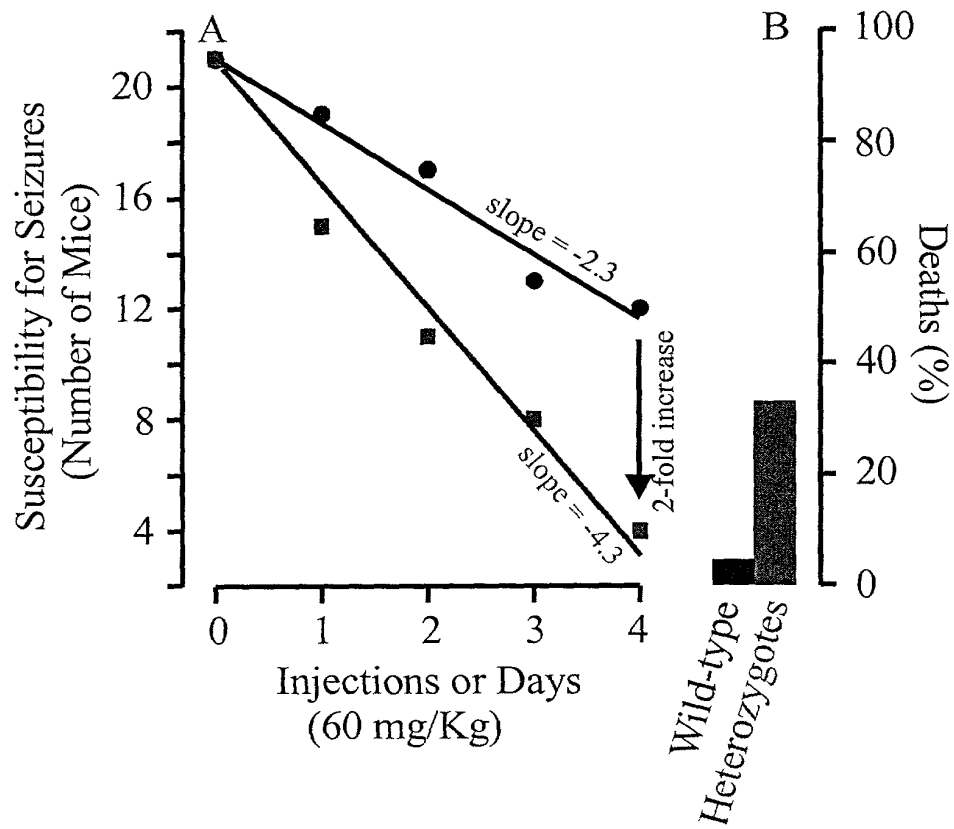 A
B
Susceptibility for Seizures
(Number of Mice)
20
16
12
8
4
slope = -2.3
slope = -4.3
2-fold increase
0
1
2
3
4
Injections or Days
(60 mg/Kg)
100
80
60
40
20
0
Deaths (%)
Wild-type
Heterozygotes